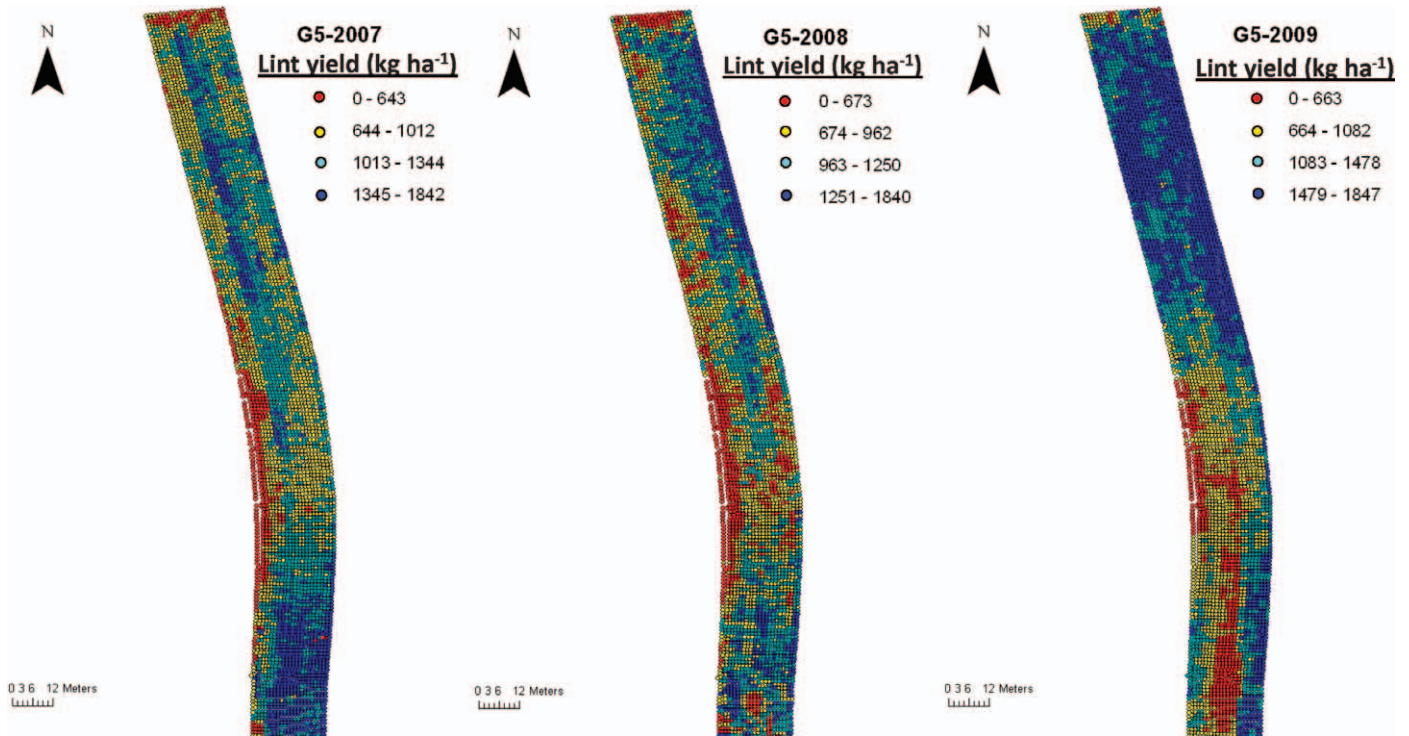 N
G5-2007
Lint yield (kg ha-1)
0 - 643
644 - 1012
1013 - 1344
1345 - 1842
0 3 6 12 Meters
N
G5-2008
Lint yield (kg ha-1)
0 - 673
674 - 962
963 - 1250
1251 - 1840
0 3 6 12 Meters
N
G5-2009
Lint yield (kg ha-1)
0 - 663
664 - 1082
1083 - 1478
1479 - 1847
0 3 6 12 Meters